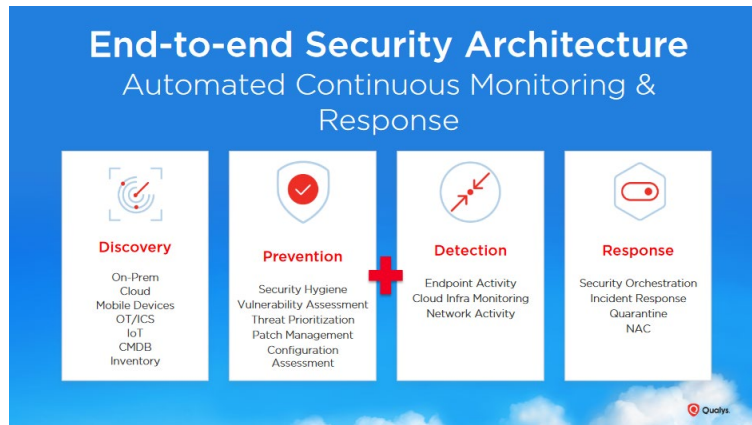 End-to-end Security Architecture
Automated Continuous Monitoring &
Response
Discovery
On-Prem
Cloud
Mobile Devices
OT/ICS
IoT
CMDB
Inventory
Prevention
Security Hygiene
Vulnerability Assessment
Threat Prioritization
Patch Management
Configuration
Assessment
Detection
Endpoint Activity
Cloud Infra Monitoring
Network Activity
Response
Security Orchestration
Incident Response
Quarantine
NAC
Qualys.